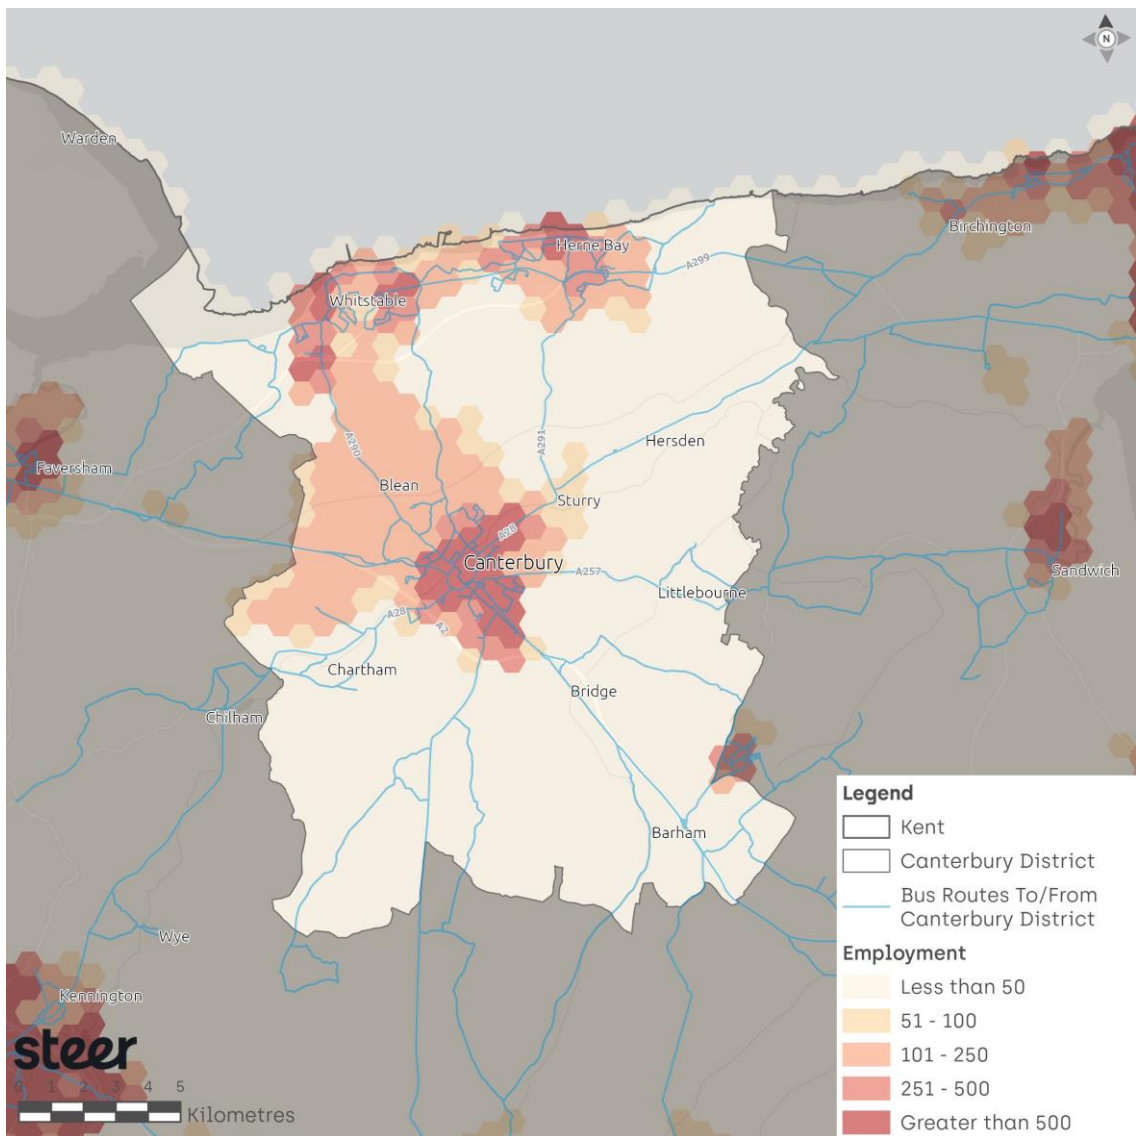 N
Warden
Birchington
Herne Bay
A299
Whitstable
A290
A291
Hersden
Faversham
Blean
Sturry
A28
Canterbury
A257
Sandwich
Littlebourne
A28
A2
Chartham
Bridge
Chilham
Barham
Wye
Kennington
Legend
Kent
Canterbury District
Bus Routes To/From
Canterbury District
Employment
Less than 50
51 - 100
101 - 250
251 - 500
Greater than 500
steer
0 1 2 3 4 5
Kilometres